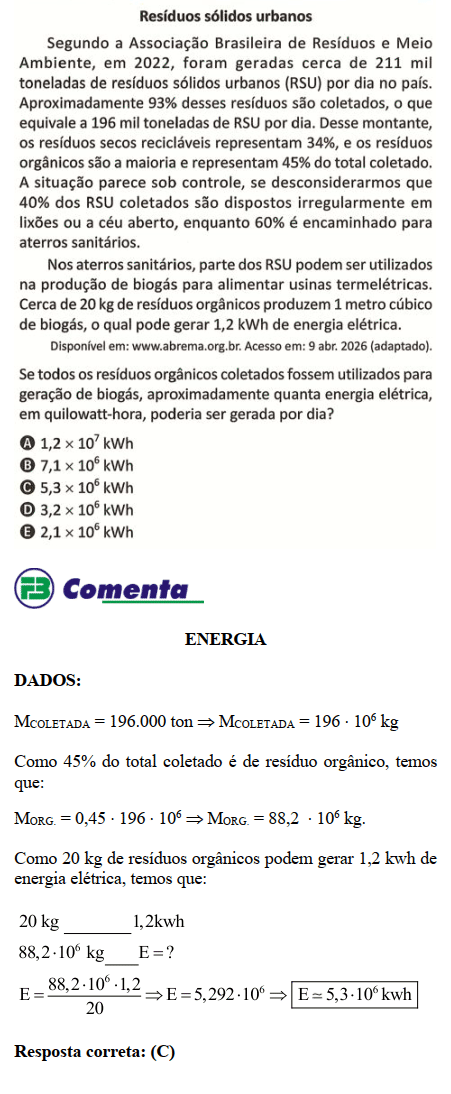 Resíduos sólidos urbanos
Segundo a Associação Brasileira de Resíduos e Meio
Ambiente, em 2022, foram geradas cerca de 211 mil
toneladas de resíduos sólidos urbanos (RSU) por dia no país.
Aproximadamente 93% desses resíduos são coletados, o que
equivale a 196 mil toneladas de RSU por dia. Desse montante,
os resíduos secos recicláveis representam 34%, e os resíduos
orgânicos são a maioria e representam 45% do total coletado.
A situação parece sob controle, se desconsiderarmos que
40% dos RSU coletados são dispostos irregularmente em
lixões ou a céu aberto, enquanto 60% é encaminhado para
aterros sanitários.
Nos aterros sanitários, parte dos RSU podem ser utilizados
na produção de biogás para alimentar usinas termelétricas.
Cerca de 20 kg de resíduos orgânicos produzem 1 metro cúbico
de biogás, o qual pode gerar 1,2 kWh de energia elétrica.
Disponível em: www.abrema.org.br. Acesso em: 9 abr. 2026 (adaptado).
Se todos os resíduos orgânicos coletados fossem utilizados para
geração de biogás, aproximadamente quanta energia elétrica,
em quilowatt-hora, poderia ser gerada por dia?
A 1,2 × 10⁷ kWh
B 7,1 × 10⁶ kWh
C 5,3 × 10⁶ kWh
D 3,2 × 10⁶ kWh
E 2,1 × 10⁶ kWh
FB Comenta
ENERGIA
DADOS:
MCOLETADA = 196.000 ton ⇒ MCOLETADA = 196 · 10⁶ kg
Como 45% do total coletado é de resíduo orgânico, temos
que:
MORG. = 0,45 · 196 · 10⁶ ⇒ MORG. = 88,2 · 10⁶ kg.
Como 20 kg de resíduos orgânicos podem gerar 1,2 kwh de
energia elétrica, temos que:
20 kg ________ 1,2kwh
88,2·10⁶ kg____E = ?
E = 88,2·10⁶·1,2 / 20 ⇒ E = 5,292·10⁶ ⇒ E ≃ 5,3·10⁶ kwh
Resposta correta: (C)